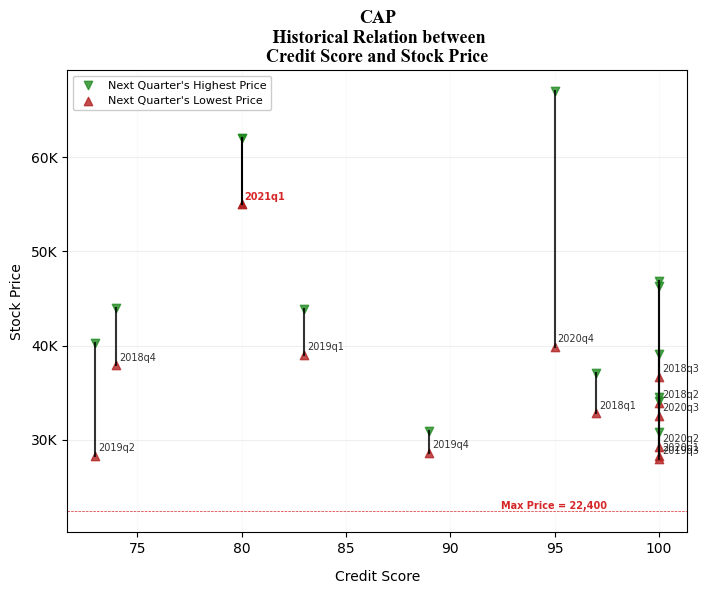 CAP
Historical Relation between
Credit Score and Stock Price
Next Quarter's Highest Price
Next Quarter's Lowest Price
Stock Price
60K
50K
40K
30K
2021q1
2020q4
2019q1
2018q4
2018q3
2018q2
2018q1
2020q3
2019q4
2019q2
2020q2
2019q3
Max Price = 22,400
75
80
85
90
95
100
Credit Score